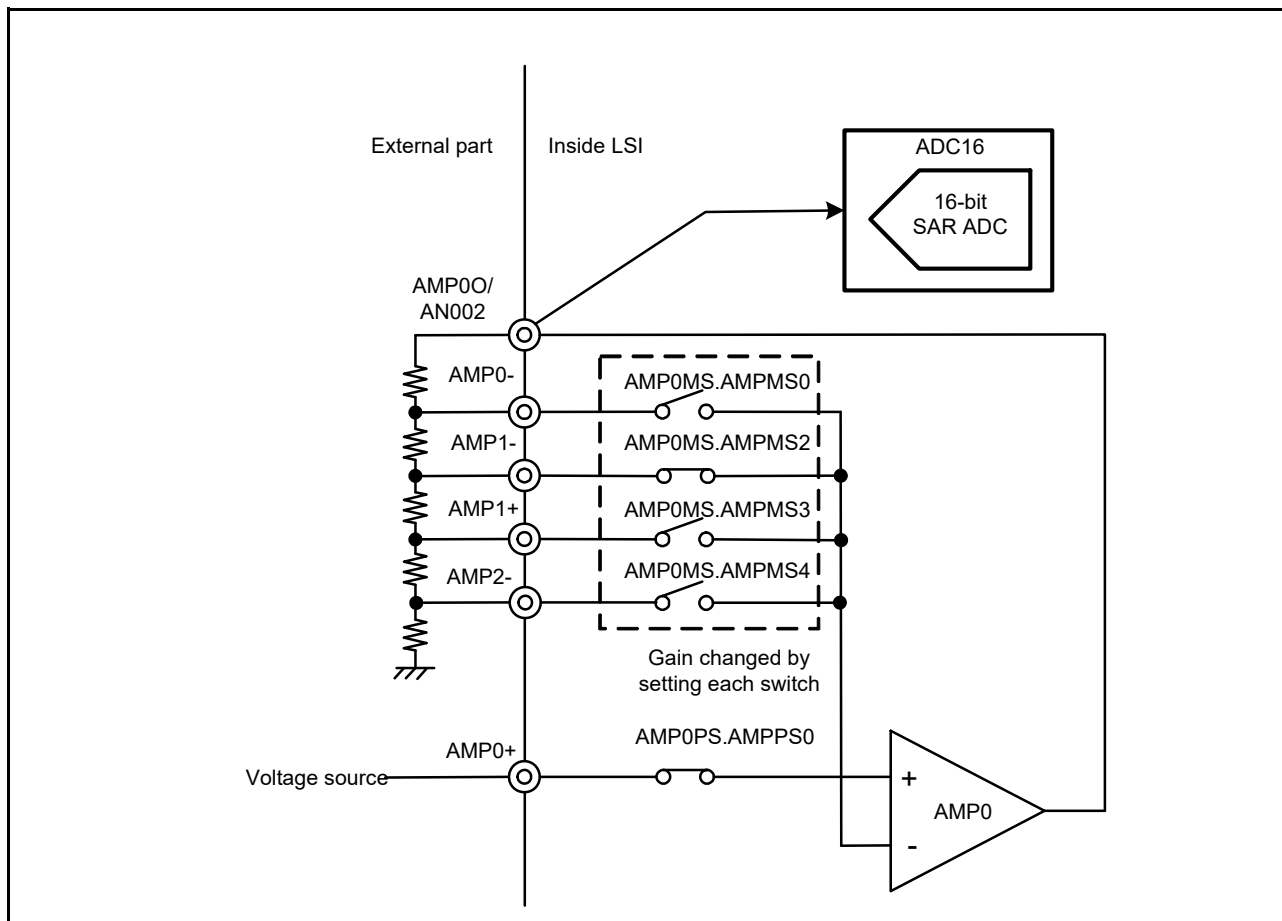 External part
Inside LSI
ADC16
16-bit
SAR ADC
AMP0O/
AN002
AMP0-
AMP0MS.AMPMS0
AMP1-
AMP0MS.AMPMS2
AMP1+
AMP0MS.AMPMS3
AMP2-
AMP0MS.AMPMS4
Gain changed by
setting each switch
AMP0+
AMP0PS.AMPPS0
Voltage source
+
AMP0
-